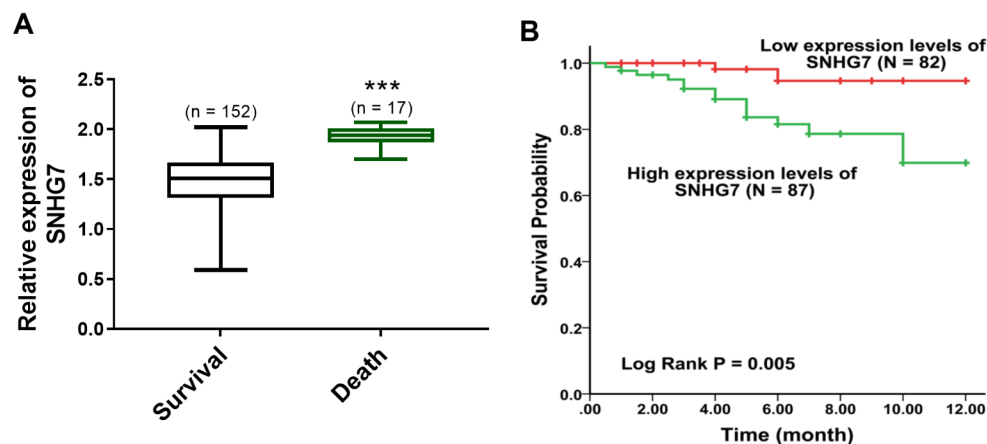 A
Relative expression of
SNHG7
2.5
2.0
1.5
1.0
0.5
0.0
(n = 152)
***
(n = 17)
Survival
Death
B
Survival Probability
1.0
0.8
0.6
0.4
0.2
0.0
Low expression levels of
SNHG7 (N = 82)
High expression levels of
SNHG7 (N = 87)
Log Rank P = 0.005
.00
2.00
4.00
6.00
8.00
10.00
12.00
Time (month)